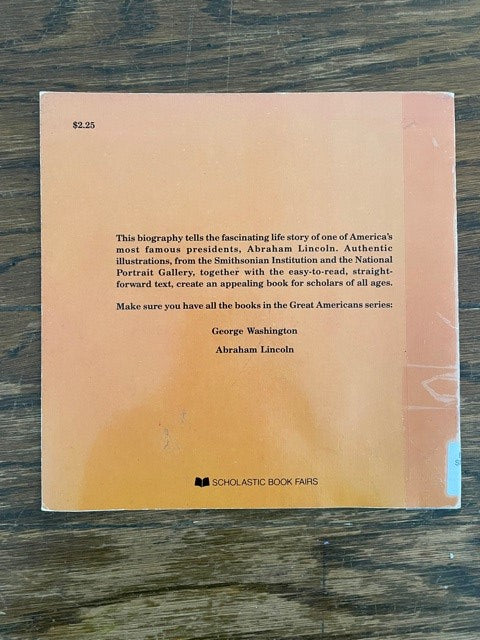 $2.25
This biography tells the fascinating life story of one of America's
most famous presidents, Abraham Lincoln. Authentic
illustrations, from the Smithsonian Institution and the National
Portrait Gallery, together with the easy-to-read, straight-
forward text, create an appealing book for scholars of all ages.
Make sure you have all the books in the Great Americans series:
George Washington
Abraham Lincoln
SCHOLASTIC BOOK FAIRS